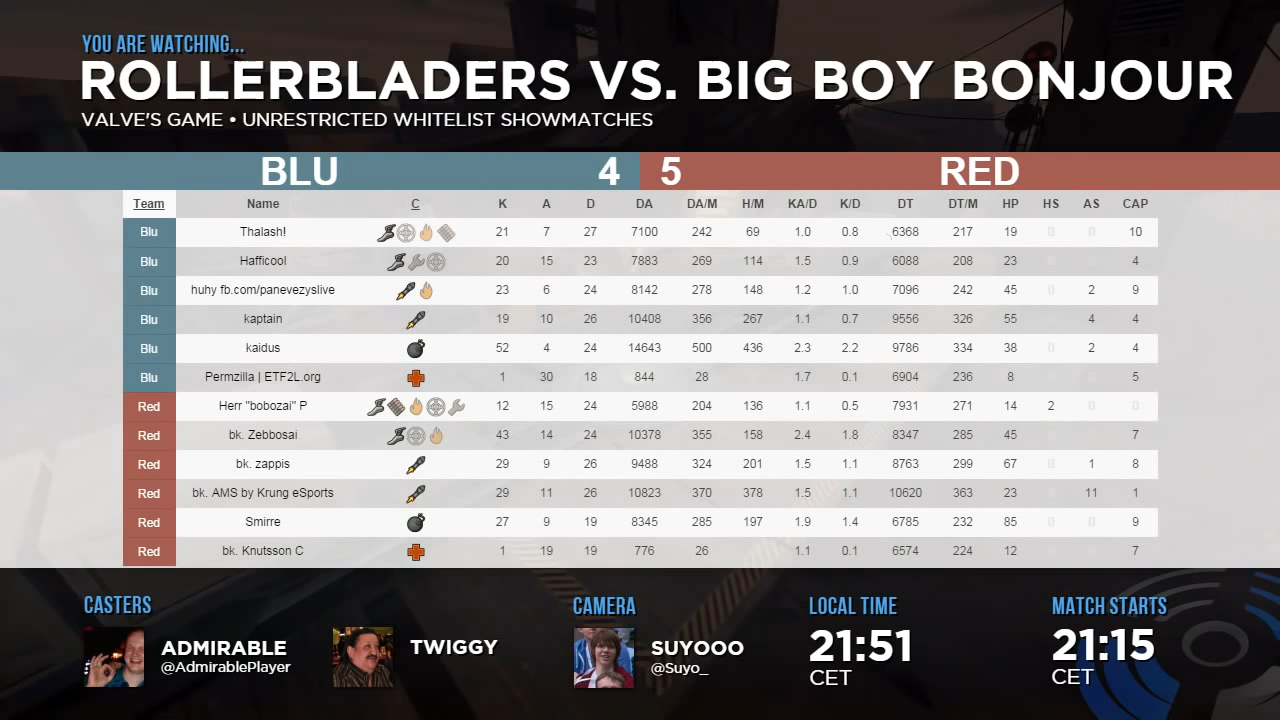 YOU ARE WATCHING...
ROLLERBLADERS VS. BIG BOY BONJOUR
VALVE'S GAME • UNRESTRICTED WHITELIST SHOWMATCHES
BLU 4 5 RED
Team Name C K A D DA DA/M H/M KA/D K/D DT DT/M HP HS AS CAP
Blu Thalash! 21 7 27 7100 242 69 1.0 0.8 6368 217 19 0 0 10
Blu Hafficool 20 15 23 7883 269 114 1.5 0.9 6088 208 23 4
Blu huhy fb.com/panevezyslive 23 6 24 8142 278 148 1.2 1.0 7096 242 45 0 2 9
Blu kaptain 19 10 26 10408 356 267 1.1 0.7 9556 326 55 4 4
Blu kaidus 52 4 24 14643 500 436 2.3 2.2 9786 334 38 0 2 4
Blu Permzilla | ETF2L.org 1 30 18 844 28 1.7 0.1 6904 236 8 5
Red Herr "bobozai" P 12 15 24 5988 204 136 1.1 0.5 7931 271 14 2 0 0
Red bk. Zebbosai 43 14 24 10378 355 158 2.4 1.8 8347 285 45 7
Red bk. zappis 29 9 26 9488 324 201 1.5 1.1 8763 299 67 0 1 8
Red bk. AMS by Krung eSports 29 11 26 10823 370 378 1.5 1.1 10620 363 23 11 1
Red Smirre 27 9 19 8345 285 197 1.9 1.4 6785 232 85 0 0 9
Red bk. Knutsson C 1 19 19 776 26 1.1 0.1 6574 224 12 7
CASTERS
ADMIRABLE
@AdmirablePlayer
TWIGGY
CAMERA
SUYOOO
@Suyo_
LOCAL TIME
21:51
CET
MATCH STARTS
21:15
CET